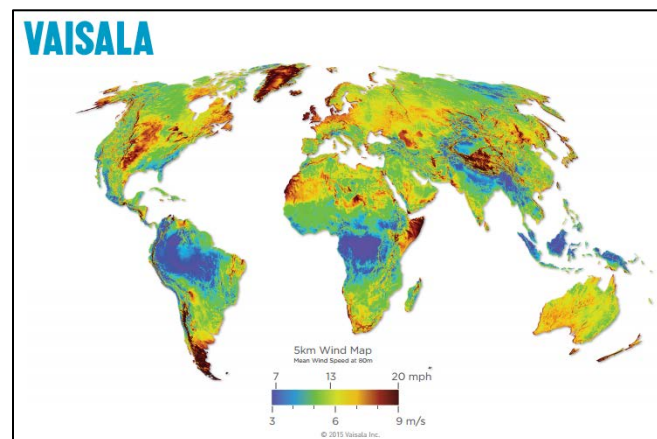 VAISALA
5km Wind Map
Mean Wind Speed at 80m
7 13 20 mph
3 6 9 m/s
© 2015 Vaisala Inc.